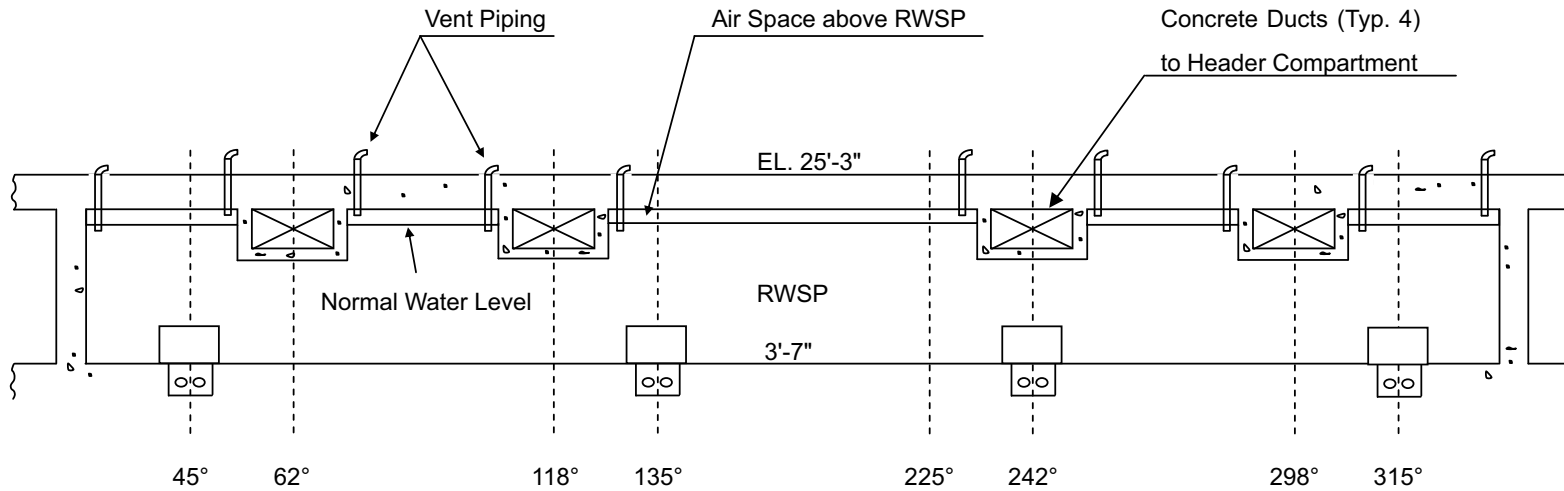 Vent Piping
Air Space above RWSP
Concrete Ducts (Typ. 4)
to Header Compartment
EL. 25'-3"
Normal Water Level
RWSP
3'-7"
45° 62° 118° 135° 225° 242° 298° 315°